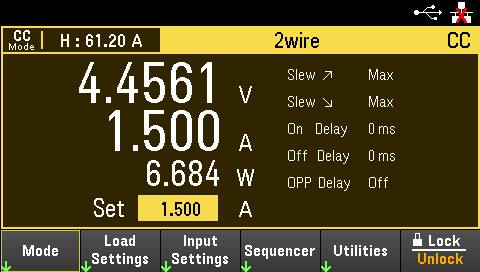 CC Mode H : 61.20 A 2wire CC
4.4561 V
1.500 A
6.684 W
Set 1.500 A
Slew ↗ Max
Slew ↘ Max
On Delay 0 ms
Off Delay 0 ms
OPP Delay Off
Mode
Load Settings
Input Settings
Sequencer
Utilities
Lock
Unlock